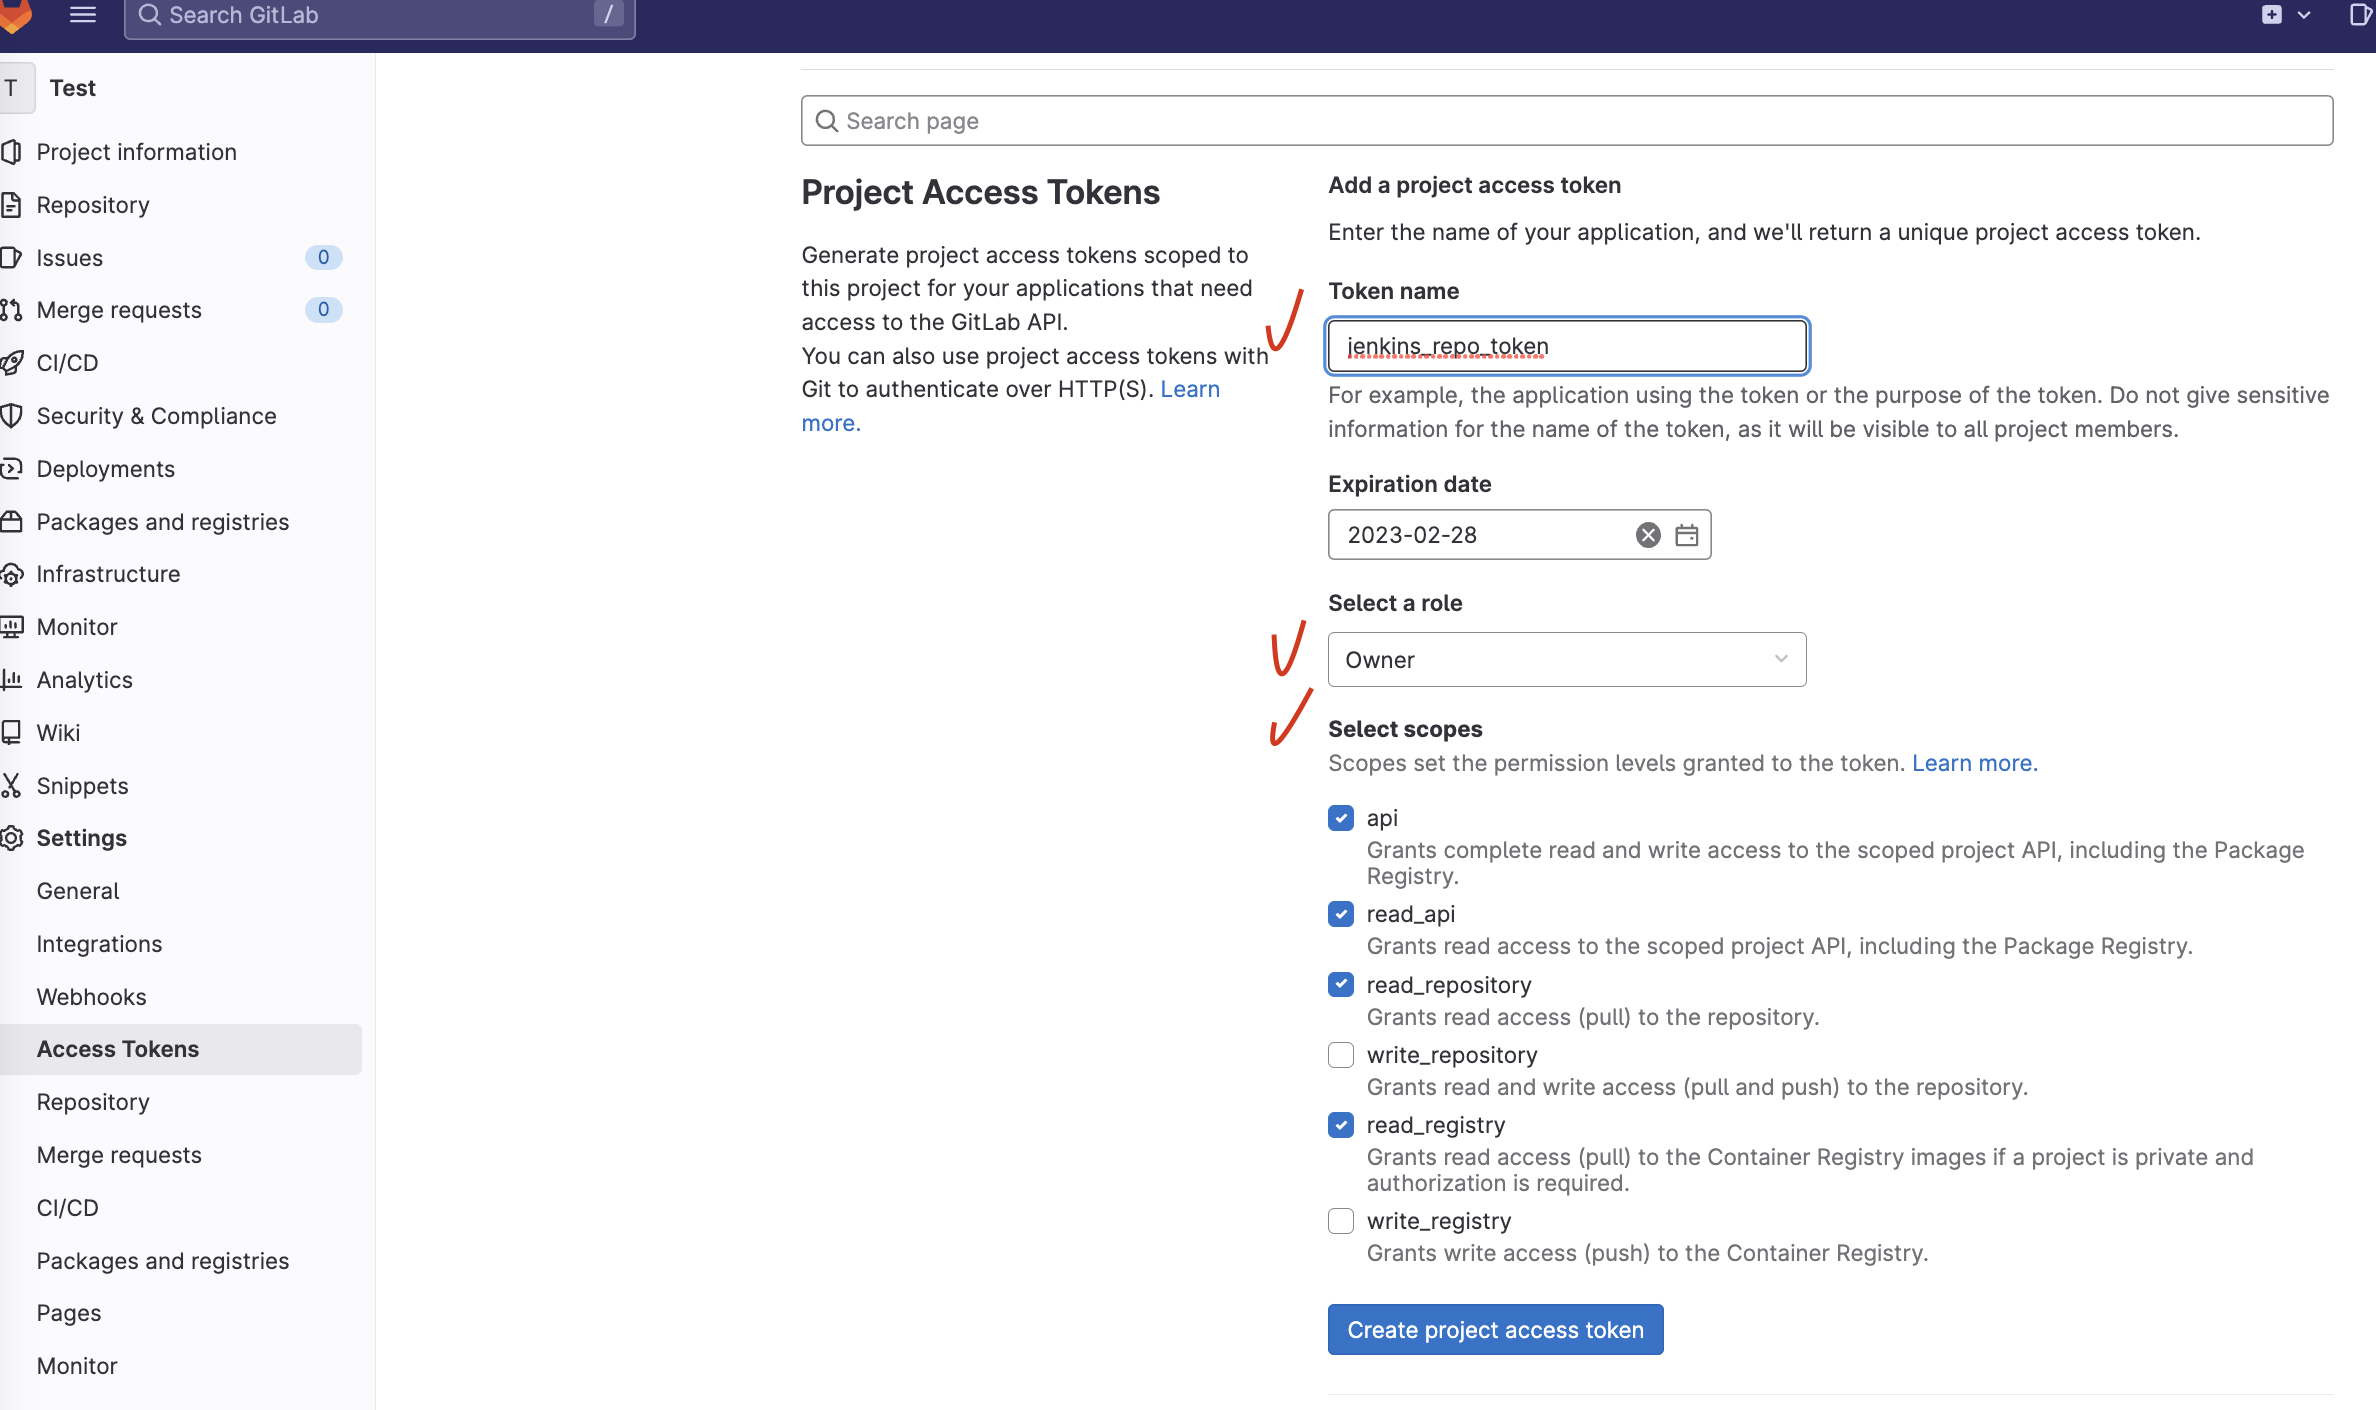 Search GitLab
/
T
Test
Project information
Repository
Issues
0
Merge requests
0
CI/CD
Security & Compliance
Deployments
Packages and registries
Infrastructure
Monitor
Analytics
Wiki
Snippets
Settings
General
Integrations
Webhooks
Access Tokens
Repository
Merge requests
CI/CD
Packages and registries
Pages
Monitor
Search page
Project Access Tokens
Generate project access tokens scoped to
this project for your applications that need
access to the GitLab API.
You can also use project access tokens with
Git to authenticate over HTTP(S). Learn
more.
Add a project access token
Enter the name of your application, and we'll return a unique project access token.
Token name
jenkins_repo_token
For example, the application using the token or the purpose of the token. Do not give sensitive
information for the name of the token, as it will be visible to all project members.
Expiration date
2023-02-28
Select a role
Owner
Select scopes
Scopes set the permission levels granted to the token. Learn more.
api
Grants complete read and write access to the scoped project API, including the Package
Registry.
read_api
Grants read access to the scoped project API, including the Package Registry.
read_repository
Grants read access (pull) to the repository.
write_repository
Grants read and write access (pull and push) to the repository.
read_registry
Grants read access (pull) to the Container Registry images if a project is private and
authorization is required.
write_registry
Grants write access (push) to the Container Registry.
Create project access token